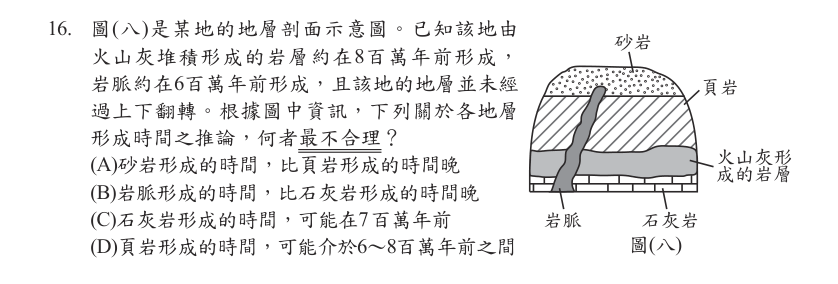 16. 圖(八)是某地的地層剖面示意圖。已知該地由
火山灰堆積形成的岩層約在8百萬年前形成，
岩脈約在6百萬年前形成，且該地的地層並未經
過上下翻轉。根據圖中資訊，下列關於各地層
形成時間之推論，何者最不合理？
(A)砂岩形成的時間，比頁岩形成的時間晚
(B)岩脈形成的時間，比石灰岩形成的時間晚
(C)石灰岩形成的時間，可能在7百萬年前
(D)頁岩形成的時間，可能介於6～8百萬年前之間
砂岩
頁岩
火山灰形
成的岩層
岩脈
石灰岩
圖(八)